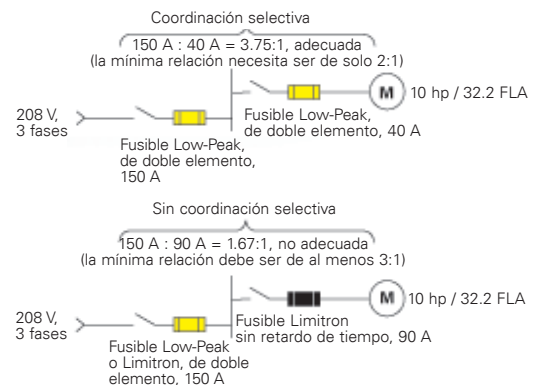 Coordinación selectiva
150 A : 40 A = 3.75:1, adecuada
(la mínima relación necesita ser de solo 2:1)
M
10 hp / 32.2 FLA
208 V,
3 fases
Fusible Low-Peak,
de doble elemento, 40 A
Fusible Low-Peak,
de doble elemento,
150 A
Sin coordinación selectiva
150 A : 90 A = 1.67:1, no adecuada
(la mínima relación debe ser de al menos 3:1)
M
10 hp / 32.2 FLA
208 V,
3 fases
Fusible Limitron
sin retardo de tiempo, 90 A
Fusible Low-Peak
o Limitron, de doble
elemento, 150 A